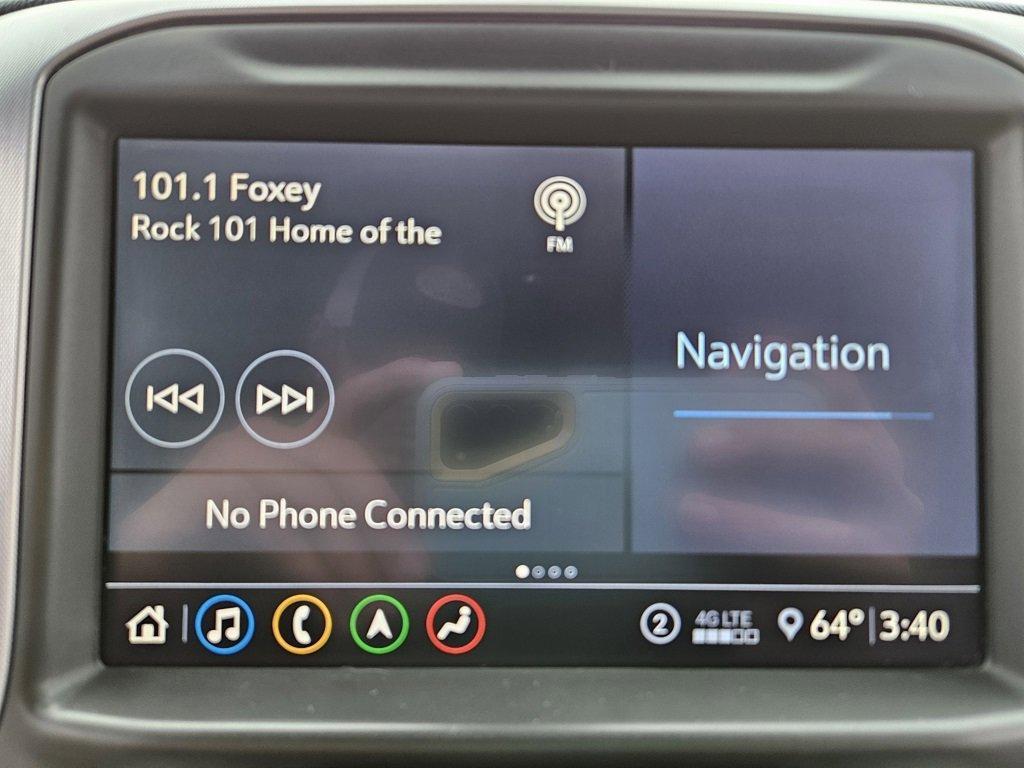 101.1 Foxey
Rock 101 Home of the
FM
Navigation
No Phone Connected
2
4G LTE
64° 3:40